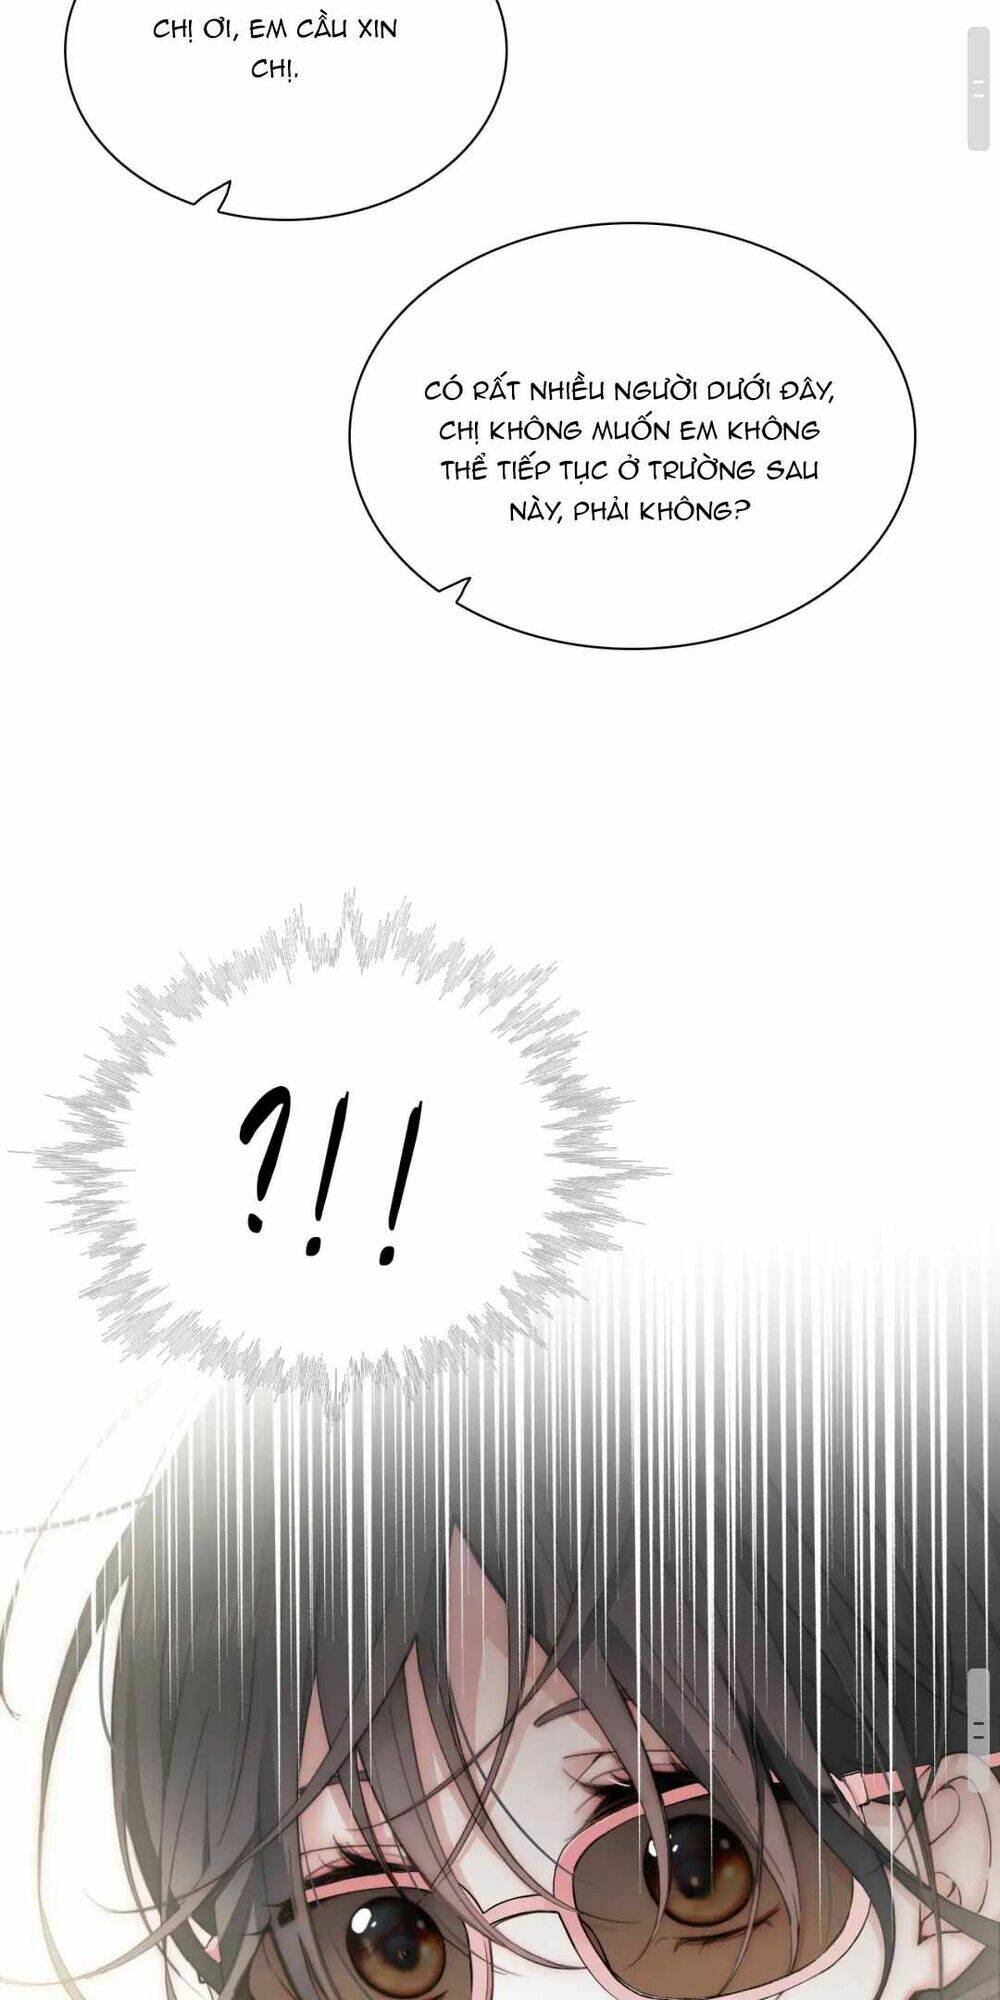 CHỊ ƠI, EM CẦU XIN
CHỊ.
CÓ RẤT NHIỀU NGƯỜI DƯỚI ĐÂY,
CHỊ KHÔNG MUỐN EM KHÔNG
THỂ TIẾP TỤC Ở TRƯỜNG SAU
NÀY, PHẢI KHÔNG?
?!!